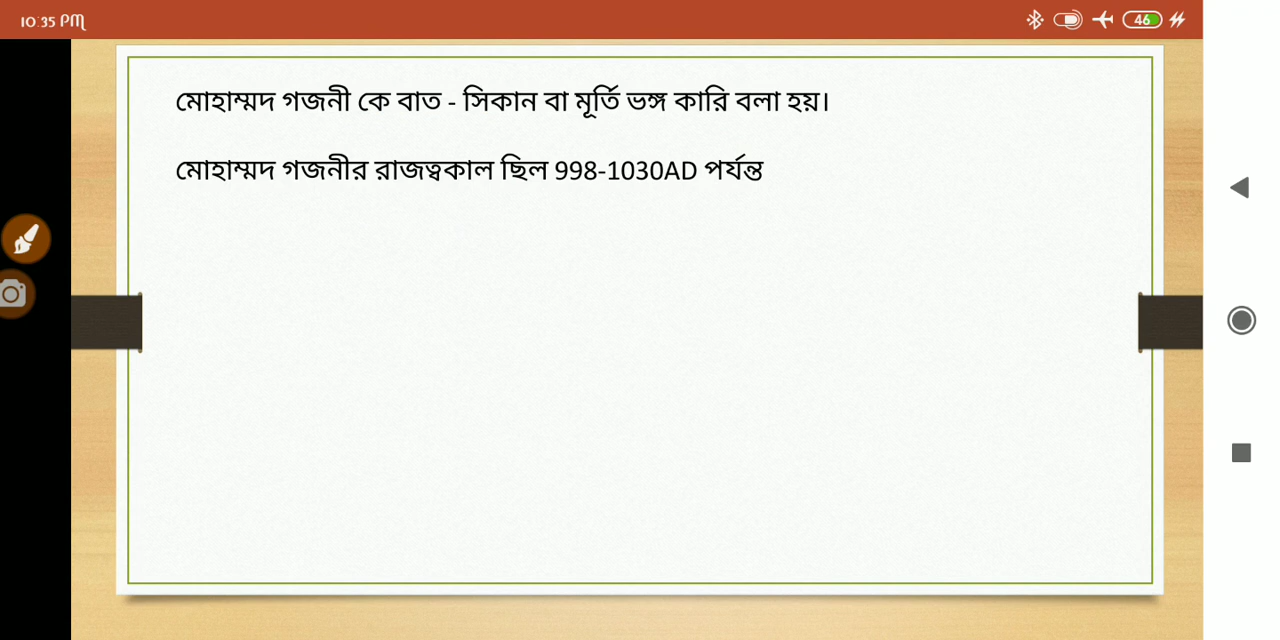 10:35 PM
46
মোহাম্মদ গজনী কে বাত - সিকান বা মূর্তি ভঙ্গ কারি বলা হয়।
মোহাম্মদ গজনীর রাজত্বকাল ছিল 998-1030AD পর্যন্ত